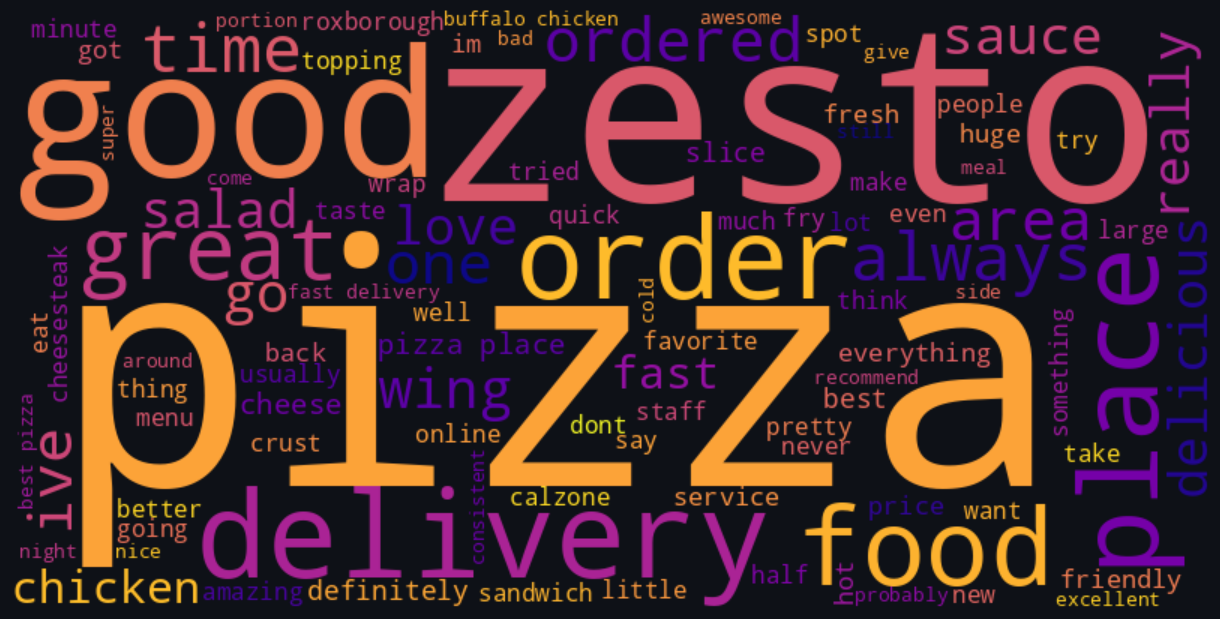 minute
got
time
portion
roxborough
topping
buffalo chicken
im
bad
ordered
awesome
spot
give
sauce
really
good
super
zesto
fresh
still
people
huge
try
meal
slice
tried
make
come
wrap
salad
taste
love
quick
much
fry
lot
even
area
large
great
one
order
always
delicious
go
fast delivery
cold
think
side
cheesesteak
eat
well
favorite
pizza
around
thing
menu
back
usually
cheese
pizza place
wing
fast
everything
recommend
best
something
place
staff
dont
say
online
crust
pretty
never
take
best pizza
ive
better
going
night
nice
delivery
consistent
calzone
service
food
price
want
chicken
amazing
definitely
sandwich
little
half
hot
probably
new
friendly
excellent